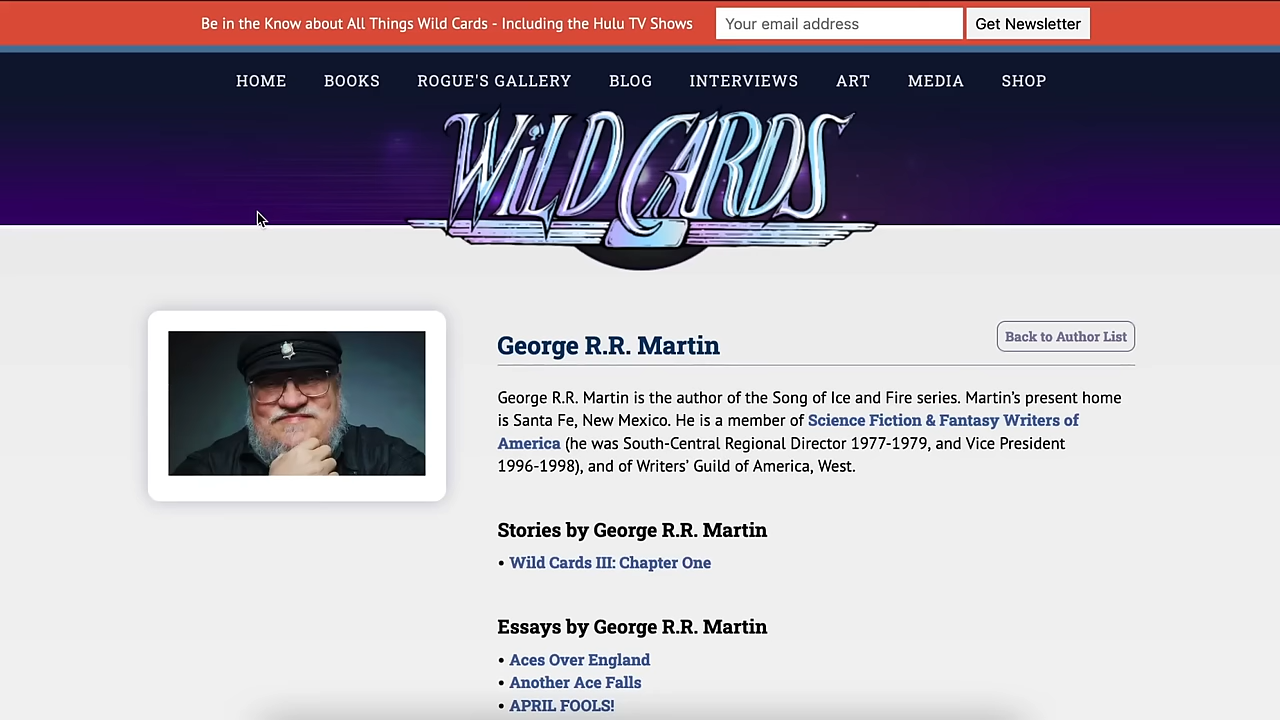 Be in the Know about All Things Wild Cards - Including the Hulu TV Shows
Your email address
Get Newsletter
HOME
BOOKS
ROGUE'S GALLERY
BLOG
INTERVIEWS
ART
MEDIA
SHOP
WILD CARDS
George R.R. Martin
Back to Author List
George R.R. Martin is the author of the Song of Ice and Fire series. Martin’s present home
is Santa Fe, New Mexico. He is a member of Science Fiction & Fantasy Writers of
America (he was South-Central Regional Director 1977-1979, and Vice President
1996-1998), and of Writers’ Guild of America, West.
Stories by George R.R. Martin
• Wild Cards III: Chapter One
Essays by George R.R. Martin
• Aces Over England
• Another Ace Falls
• APRIL FOOLS!